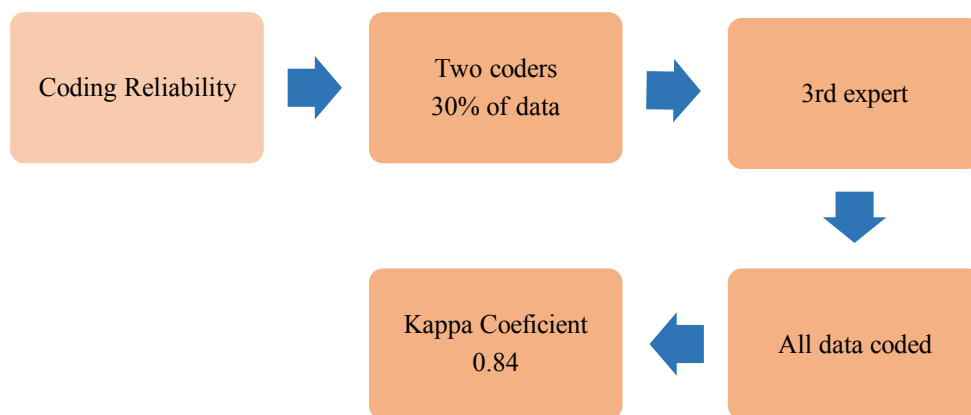 Coding Reliability
Two coders
30% of data
3rd expert
All data coded
Kappa Coeficient
0.84